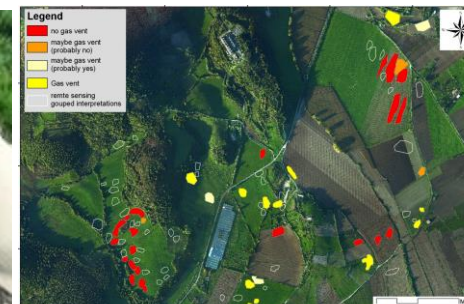 Legend
no gas vent
maybe gas vent
(probably no)
maybe gas vent
(probably yes)
Gas vent
remte sensing
gouped interpretations